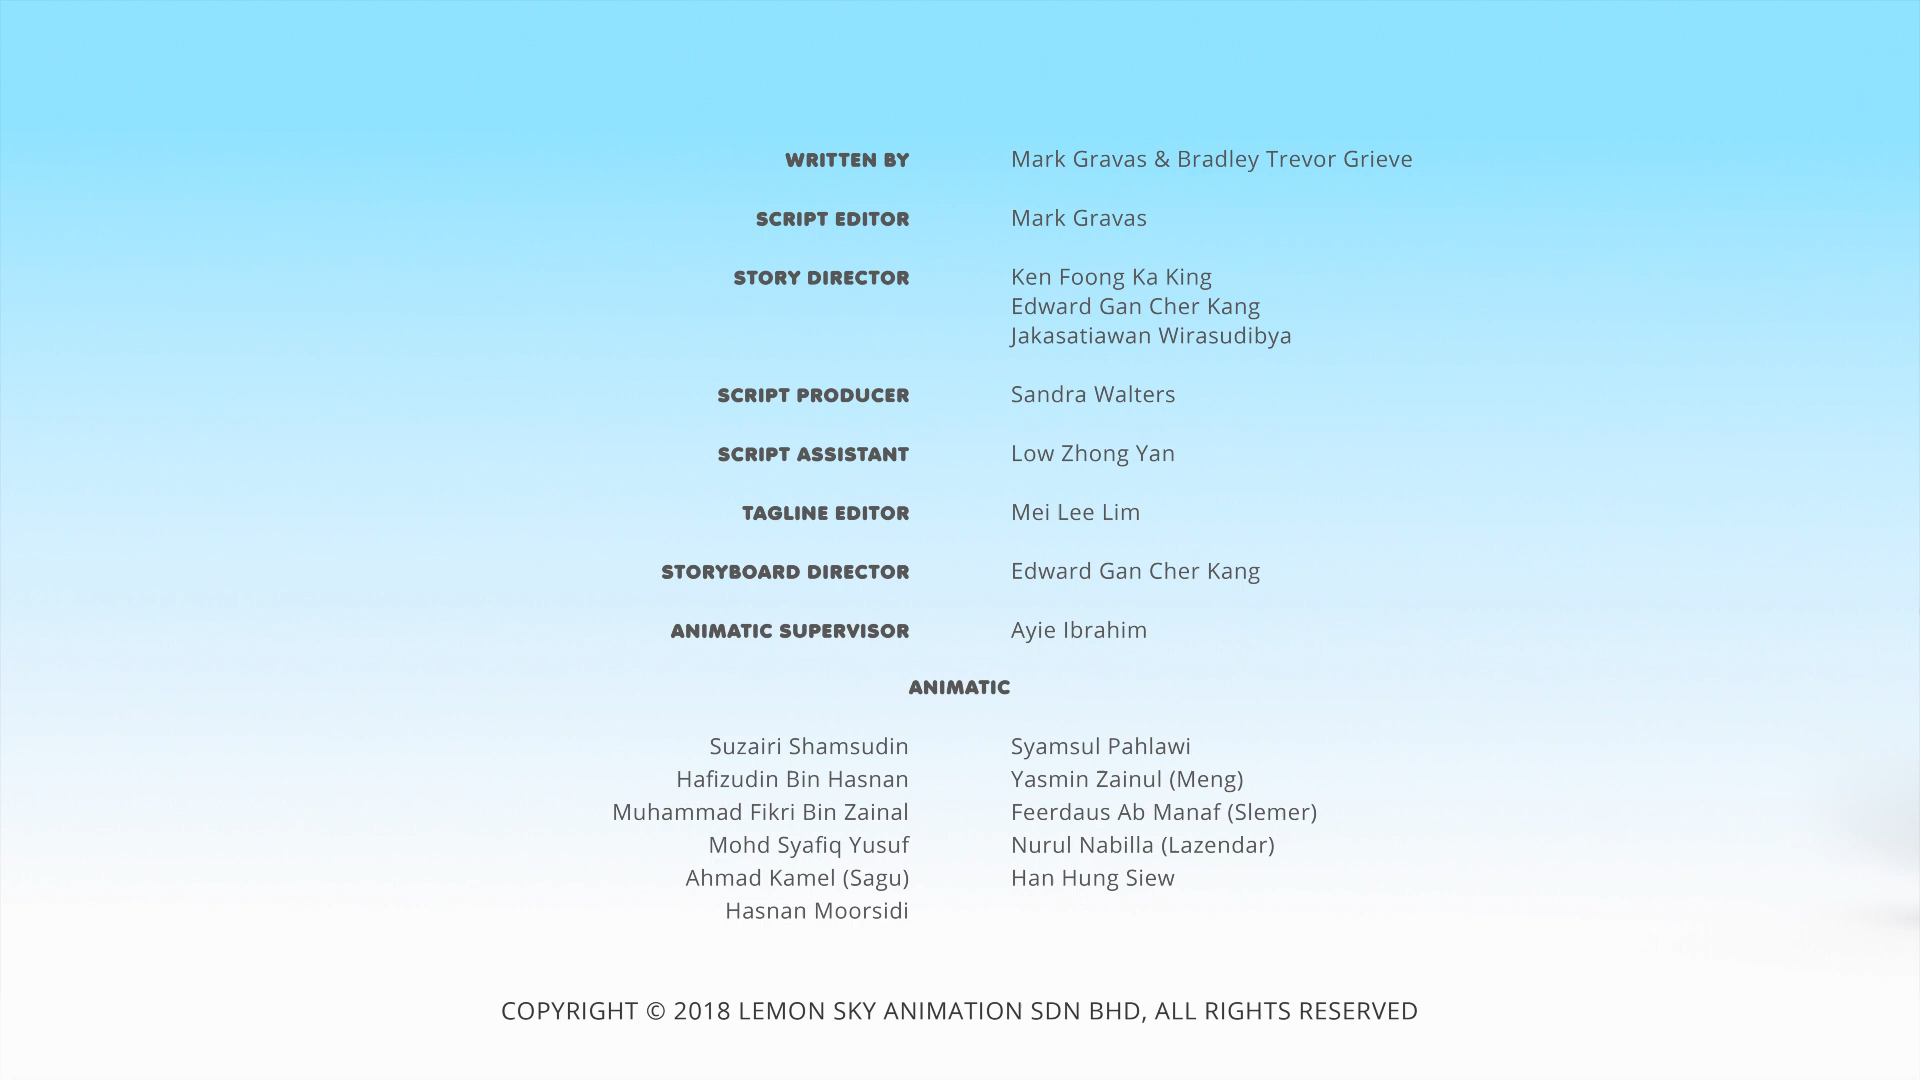 WRITTEN BY Mark Gravas & Bradley Trevor Grieve
SCRIPT EDITOR Mark Gravas
STORY DIRECTOR Ken Foong Ka King
Edward Gan Cher Kang
Jakasatiawan Wirasudibya
SCRIPT PRODUCER Sandra Walters
SCRIPT ASSISTANT Low Zhong Yan
TAGLINE EDITOR Mei Lee Lim
STORYBOARD DIRECTOR Edward Gan Cher Kang
ANIMATIC SUPERVISOR Ayie Ibrahim
ANIMATIC
Suzairi Shamsudin Syamsul Pahlawi
Hafizudin Bin Hasnan Yasmin Zainul (Meng)
Muhammad Fikri Bin Zainal Feerdaus Ab Manaf (Slemer)
Mohd Syafiq Yusuf Nurul Nabilla (Lazendar)
Ahmad Kamel (Sagu) Han Hung Siew
Hasnan Moorsidi
COPYRIGHT © 2018 LEMON SKY ANIMATION SDN BHD, ALL RIGHTS RESERVED